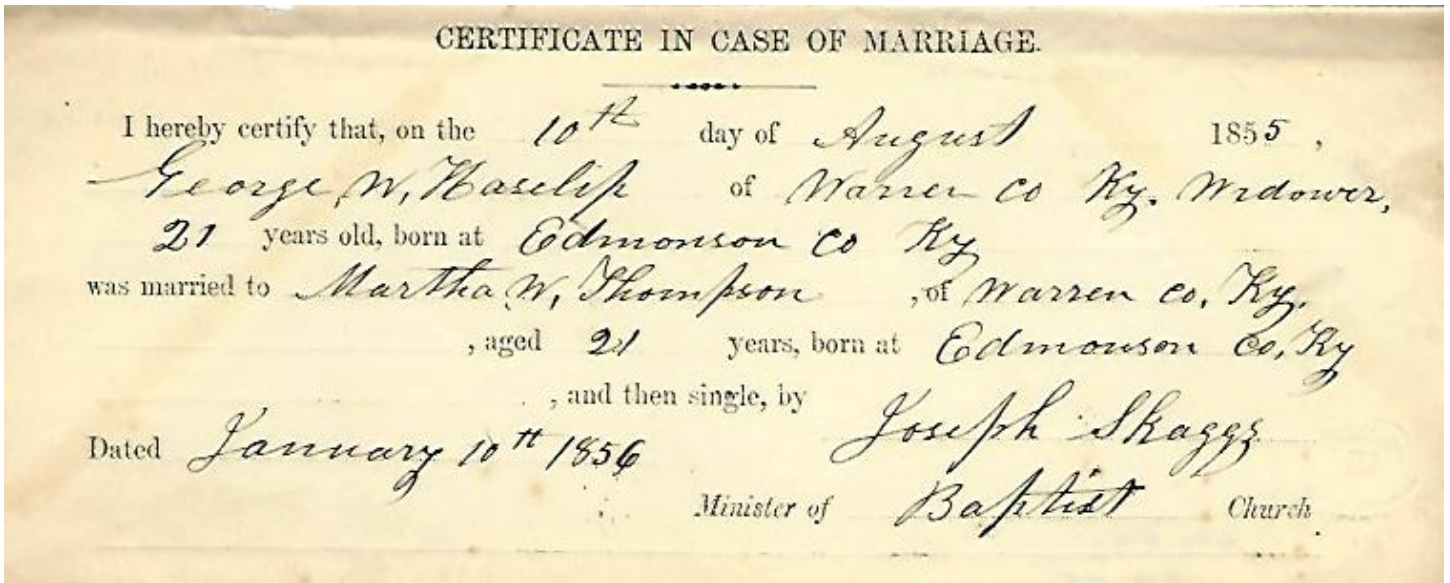 CERTIFICATE IN CASE OF MARRIAGE.
I hereby certify that, on the 10th day of August 1855,
George W, Haselip of Warren Co Ky. Widower,
21 years old, born at Edmonson Co Ky
was married to Martha W, Thompson , of Warren Co, Ky.
, aged 21 years, born at Edmonson Co, Ky
, and then single, by Joseph Skaggs
Dated January 10th 1856
Minister of Baptist Church